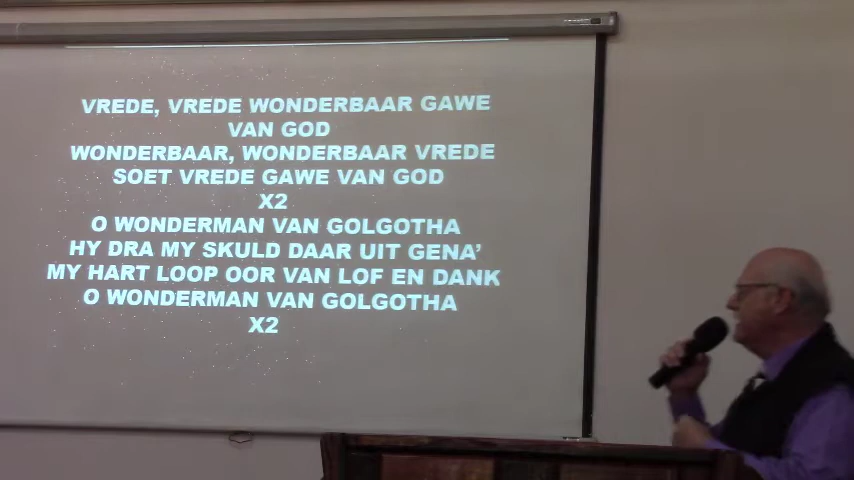 VREDE, VREDE WONDERBAAR GAWE
VAN GOD
WONDERBAAR, WONDERBAAR VREDE
SOET VREDE GAWE VAN GOD
X2
O WONDERMAN VAN GOLGOTHA
HY DRA MY SKULD DAAR UIT GENA’
MY HART LOOP OOR VAN LOF EN DANK
O WONDERMAN VAN GOLGOTHA
X2